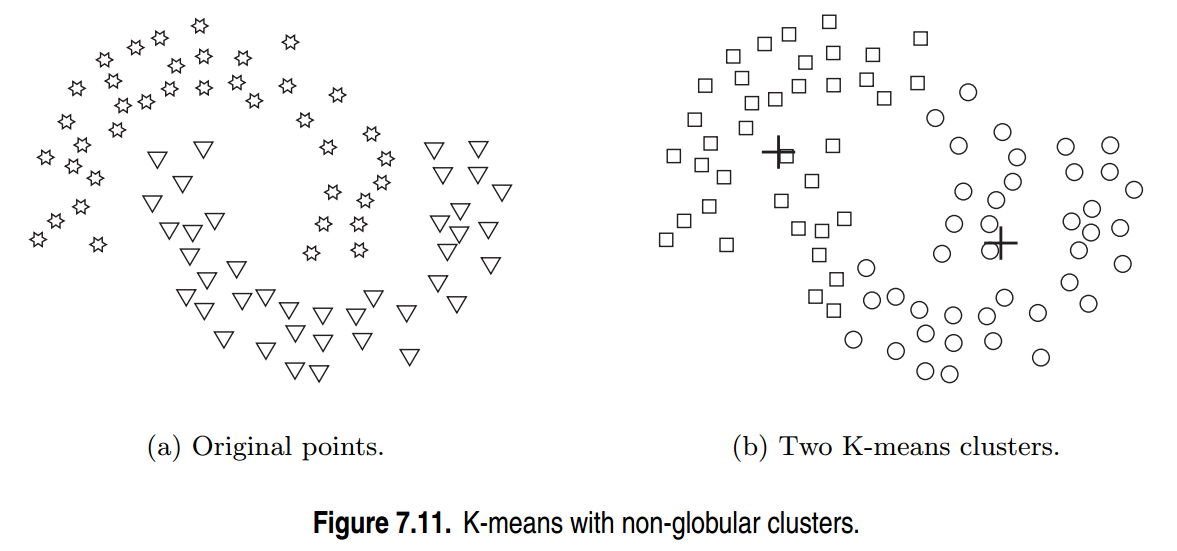 (a) Original points.
(b) Two K-means clusters.
Figure 7.11. K-means with non-globular clusters.